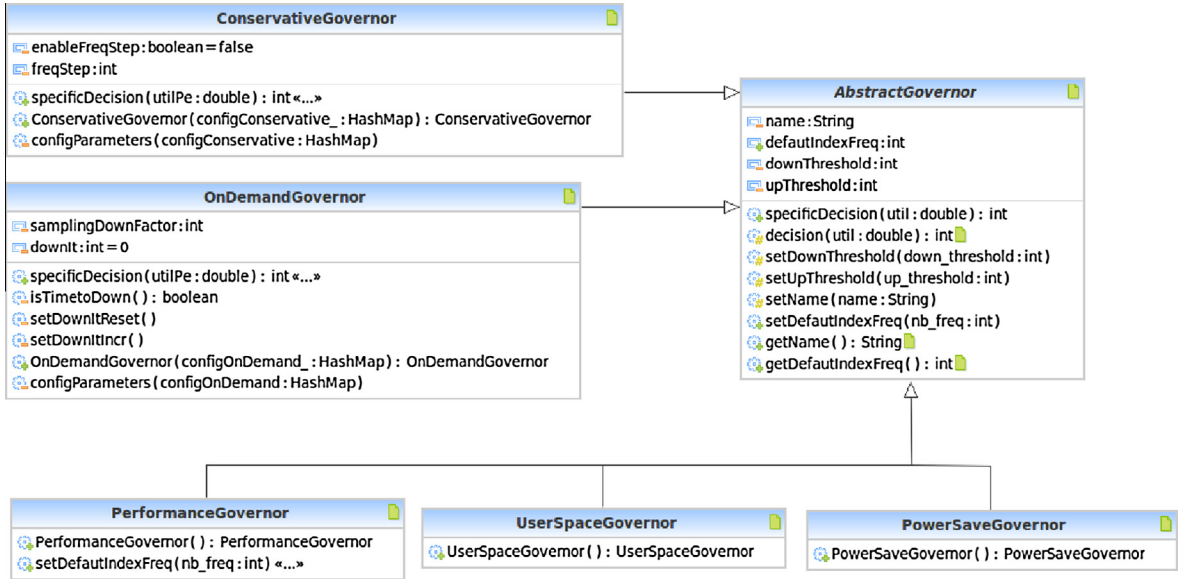 ConservativeGovernor
enableFreqStep:boolean=false
freqStep:int
specificDecision(utilPe:double): int«...»
ConservativeGovernor(configConservative_:HashMap): ConservativeGovernor
configParameters(configConservative:HashMap)
OnDemandGovernor
samplingDownFactor:int
downIt:int=0
specificDecision(utilPe:double): int«...»
isTimetoDown(): boolean
setDownItReset()
setDownItIncr()
OnDemandGovernor(configOnDemand_:HashMap): OnDemandGovernor
configParameters(configOnDemand:HashMap)
AbstractGovernor
name:String
defautIndexFreq:int
downThreshold:int
upThreshold:int
specificDecision(util:double): int
decision(util:double): int
setDownThreshold(down_threshold:int)
setUpThreshold(up_threshold:int)
setName(name:String)
setDefautIndexFreq(nb_freq:int)
getName(): String
getDefautIndexFreq(): int
PerformanceGovernor
PerformanceGovernor(): PerformanceGovernor
setDefautIndexFreq(nb_freq:int) «...»
UserSpaceGovernor
UserSpaceGovernor(): UserSpaceGovernor
PowerSaveGovernor
PowerSaveGovernor(): PowerSaveGovernor